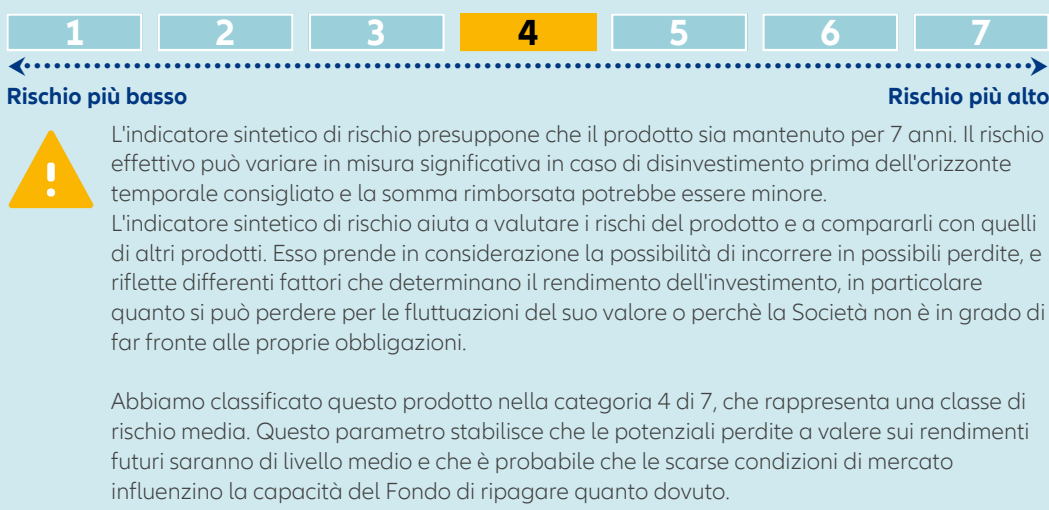 1 2 3 4 5 6 7
Rischio più basso Rischio più alto
L'indicatore sintetico di rischio presuppone che il prodotto sia mantenuto per 7 anni. Il rischio
effettivo può variare in misura significativa in caso di disinvestimento prima dell'orizzonte
temporale consigliato e la somma rimborsata potrebbe essere minore.
L'indicatore sintetico di rischio aiuta a valutare i rischi del prodotto e a compararli con quelli
di altri prodotti. Esso prende in considerazione la possibilità di incorrere in possibili perdite, e
riflette differenti fattori che determinano il rendimento dell'investimento, in particolare
quanto si può perdere per le fluttuazioni del suo valore o perchè la Società non è in grado di
far fronte alle proprie obbligazioni.
Abbiamo classificato questo prodotto nella categoria 4 di 7, che rappresenta una classe di
rischio media. Questo parametro stabilisce che le potenziali perdite a valere sui rendimenti
futuri saranno di livello medio e che è probabile che le scarse condizioni di mercato
influenzino la capacità del Fondo di ripagare quanto dovuto.